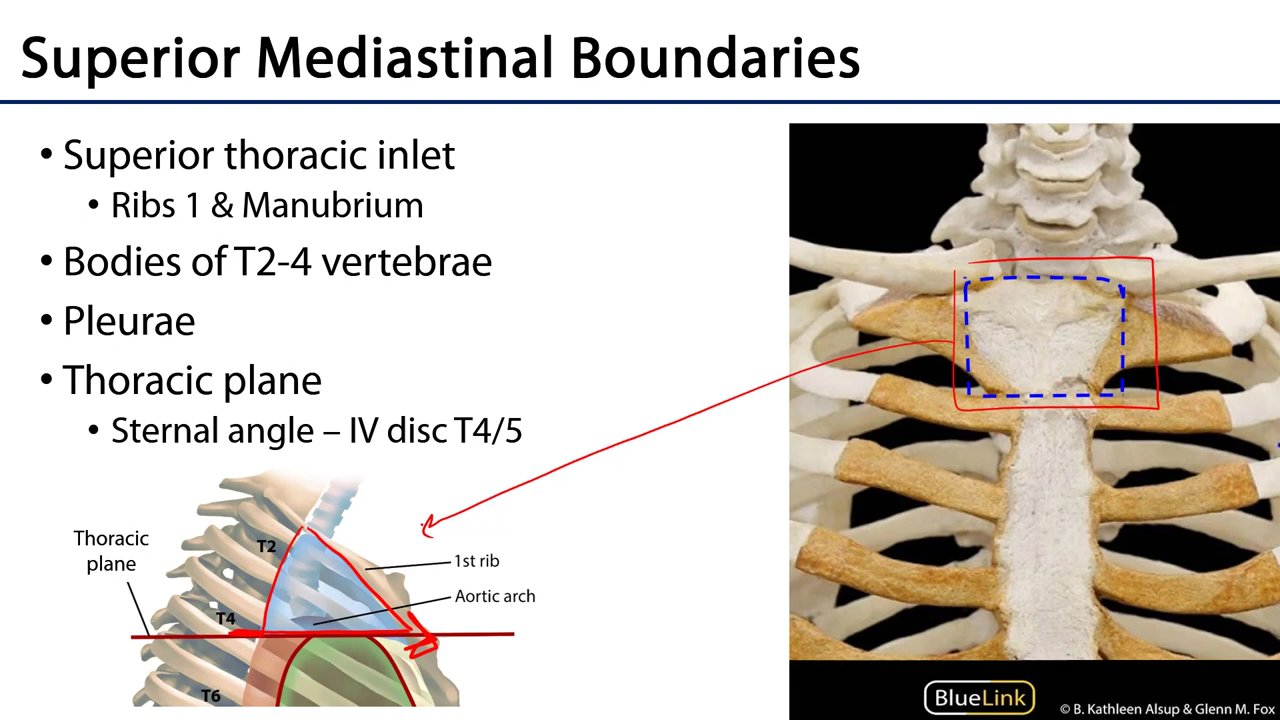 Superior Mediastinal Boundaries
• Superior thoracic inlet
• Ribs 1 & Manubrium
• Bodies of T2-4 vertebrae
• Pleurae
• Thoracic plane
• Sternal angle – IV disc T4/5
Thoracic
plane
T2
1st rib
Aortic arch
T4
T6
BlueLink
© B. Kathleen Alsup & Glenn M. Fox